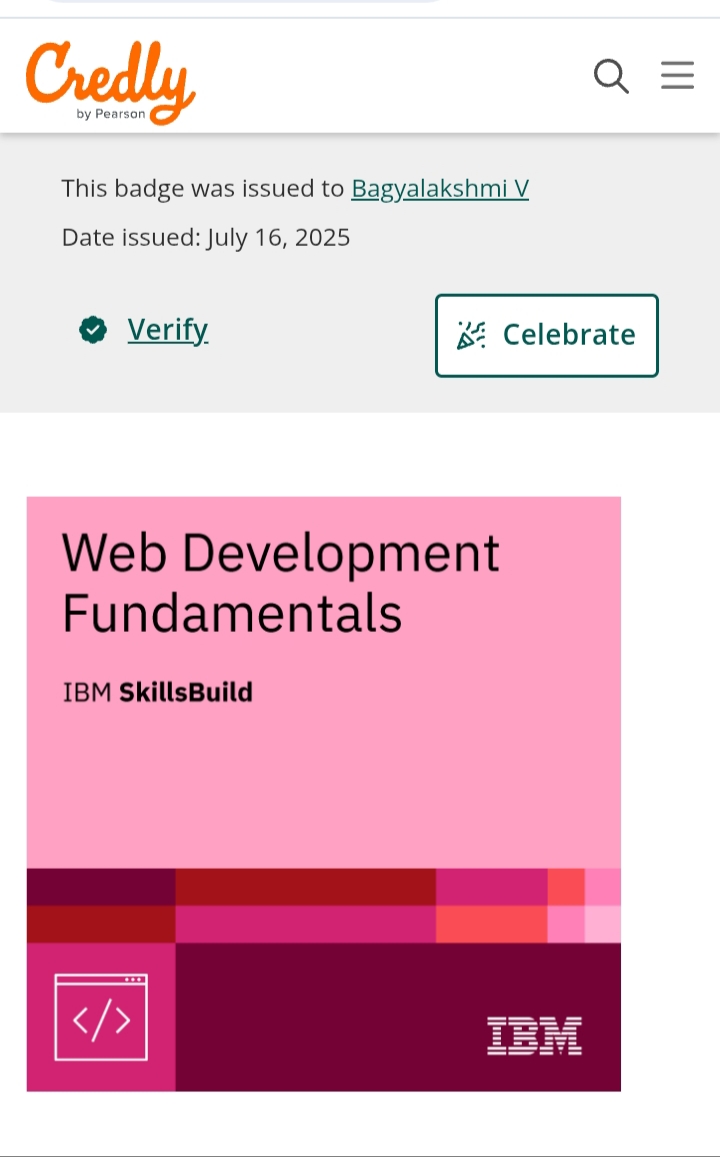 Credly
by Pearson
This badge was issued to Bagyalakshmi V
Date issued: July 16, 2025
Verify
Celebrate
Web Development
Fundamentals
IBM SkillsBuild
</>
IBM